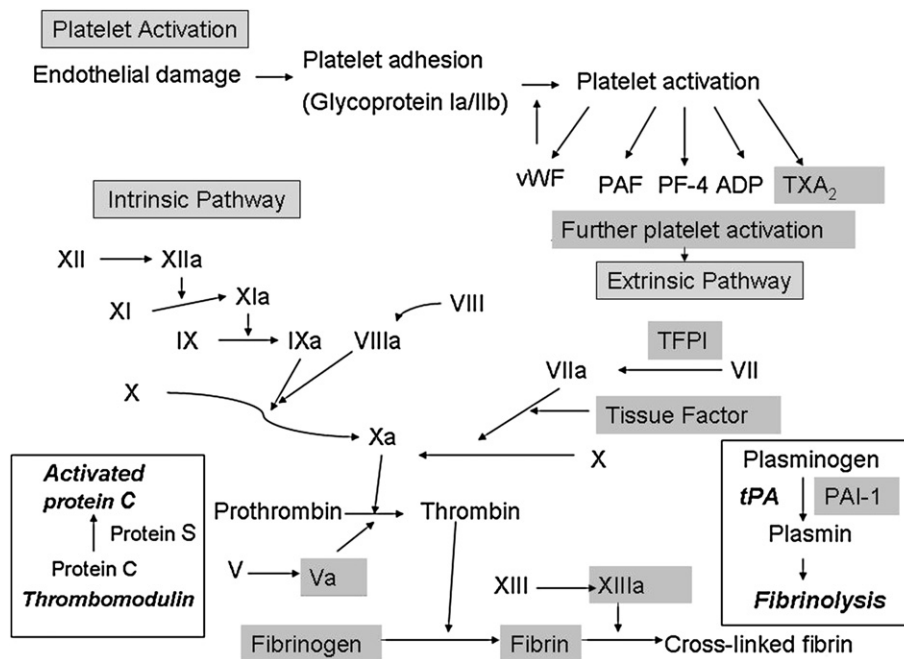 Platelet Activation
Endothelial damage
Platelet adhesion
(Glycoprotein Ia/IIb)
Platelet activation
vWF
PAF
PF-4
ADP
TXA₂
Further platelet activation
Extrinsic Pathway
Intrinsic Pathway
XII
XIIa
XI
XIa
IX
IXa
VIIIa
VIII
X
Xa
TFPI
VIIa
VII
Tissue Factor
X
Activated
protein C
Protein S
Protein C
Thrombomodulin
Prothrombin
Thrombin
V
Va
XIII
XIIIa
Fibrinogen
Fibrin
Cross-linked fibrin
Plasminogen
tPA
PAI-1
Plasmin
Fibrinolysis